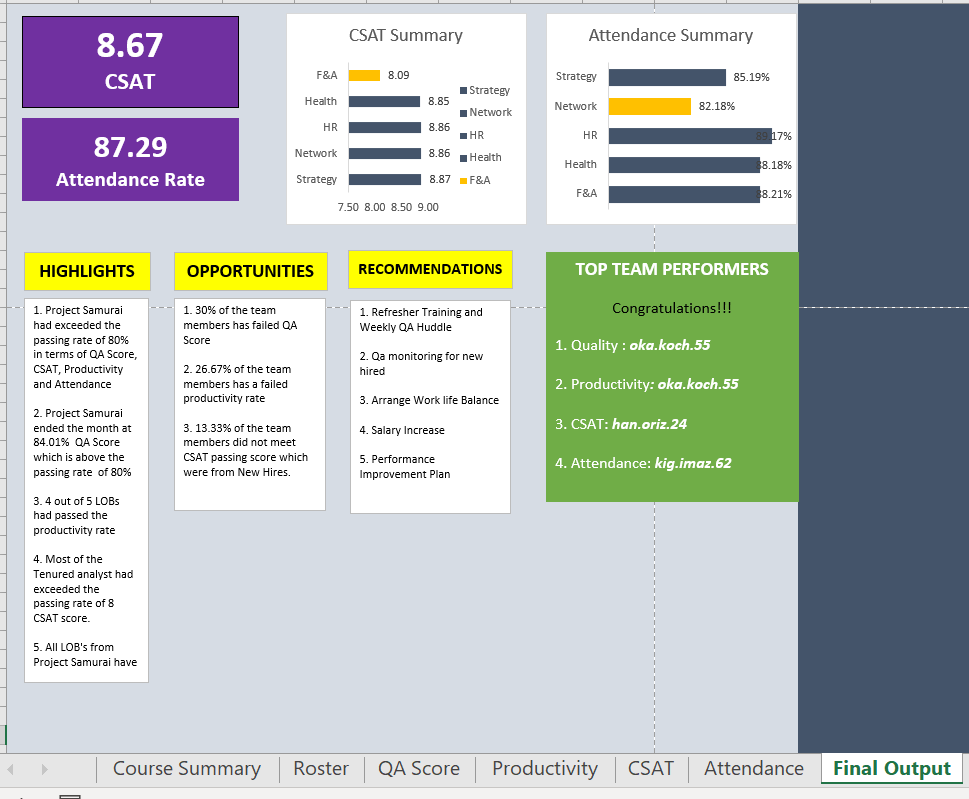 8.67
CSAT
87.29
Attendance Rate
CSAT Summary
F&A 8.09
Health 8.85
HR 8.86
Network 8.86
Strategy 8.87
7.50 8.00 8.50 9.00
Strategy
Network
HR
Health
F&A
Attendance Summary
Strategy 85.19%
Network 82.18%
HR 89.17%
Health 88.18%
F&A 88.21%
HIGHLIGHTS
1. Project Samurai
had exceeded the
passing rate of 80%
in terms of QA Score,
CSAT, Productivity
and Attendance
2. Project Samurai
ended the month at
84.01% QA Score
which is above the
passing rate of 80%
3. 4 out of 5 LOBs
had passed the
productivity rate
4. Most of the
Tenured analyst had
exceeded the
passing rate of 8
CSAT score.
5. All LOB's from
Project Samurai have
OPPORTUNITIES
1. 30% of the team
members has failed QA
Score
2. 26.67% of the team
members has a failed
productivity rate
3. 13.33% of the team
members did not meet
CSAT passing score which
were from New Hires.
RECOMMENDATIONS
1. Refresher Training and
Weekly QA Huddle
2. Qa monitoring for new
hired
3. Arrange Work life Balance
4. Salary Increase
5. Performance
Improvement Plan
TOP TEAM PERFORMERS
Congratulations!!!
1. Quality : oka.koch.55
2. Productivity: oka.koch.55
3. CSAT: han.oriz.24
4. Attendance: kig.imaz.62
Course Summary Roster QA Score Productivity CSAT Attendance Final Output